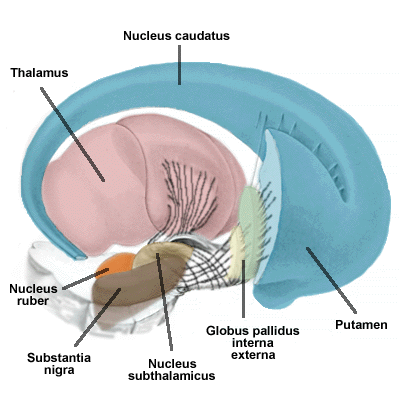 Nucleus caudatus
Thalamus
Nucleus
ruber
Substantia
nigra
Nucleus
subthalamicus
Globus pallidus
interna
externa
Putamen